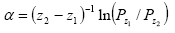 α = (z₂ − z₁)⁻¹ ln(P_{z₁} / P_{z₂})